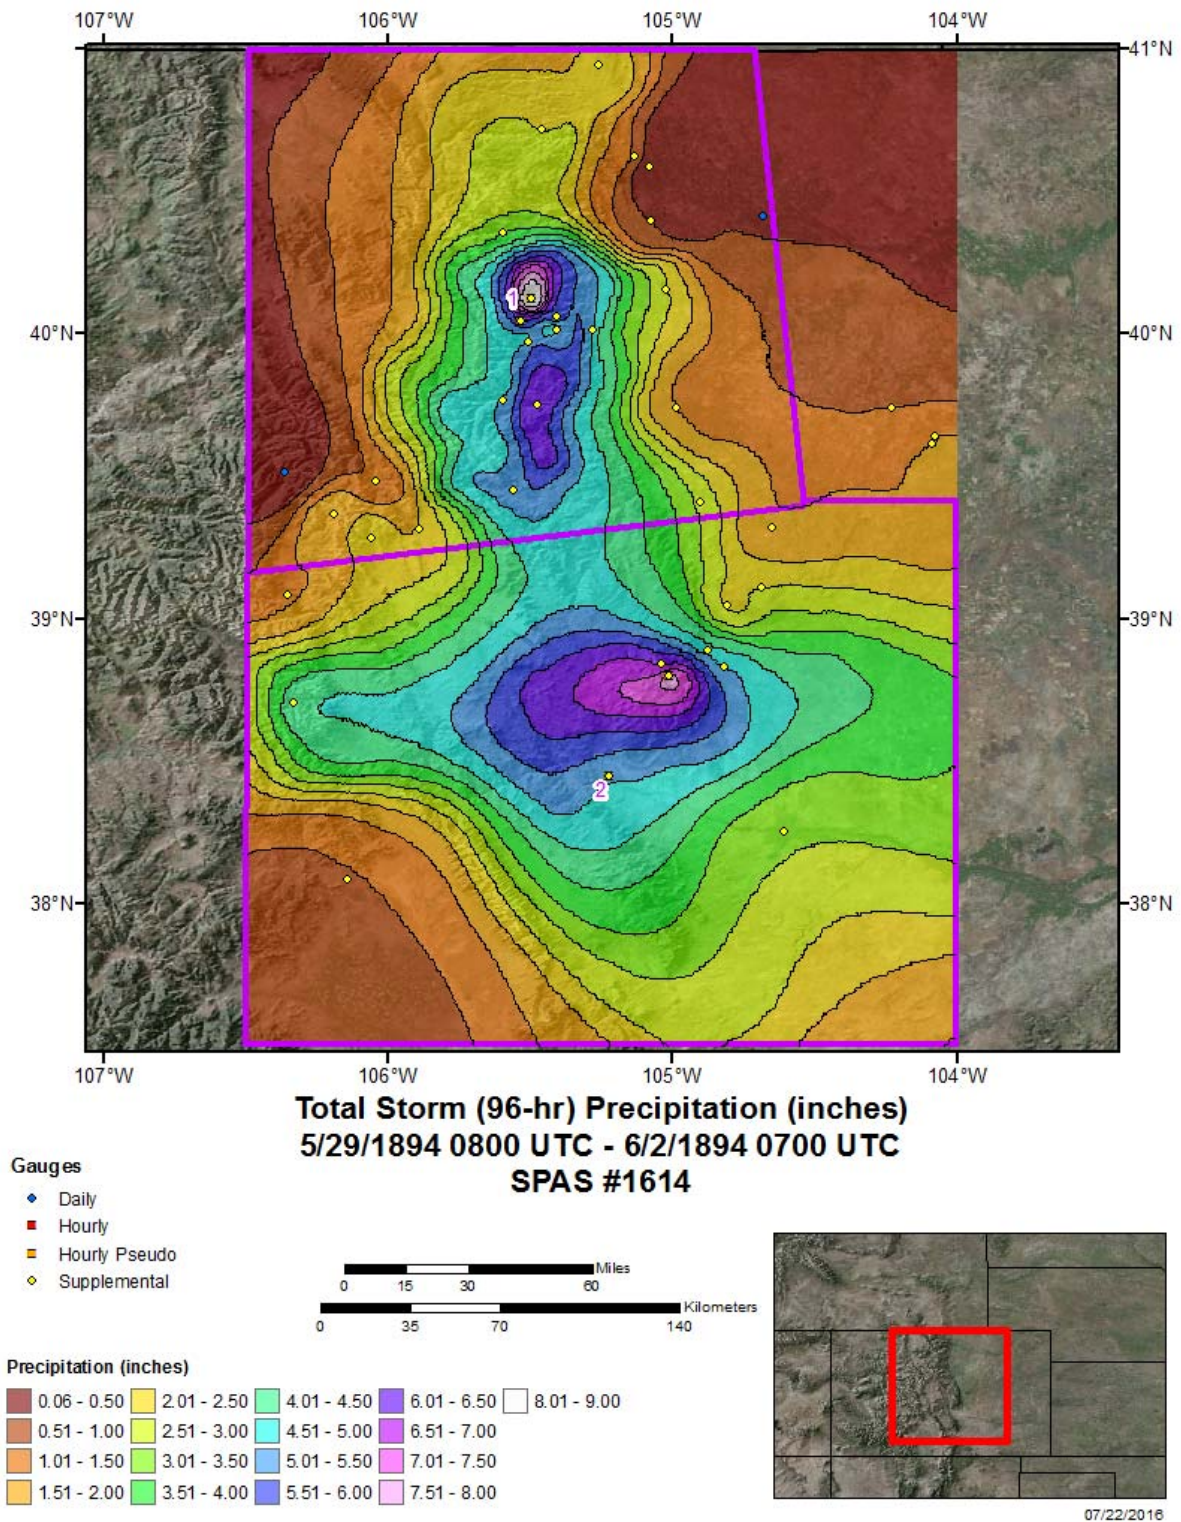 107°W 106°W 105°W 104°W
41°N 41°N
1
40°N 40°N
39°N 39°N
2
38°N 38°N
107°W 106°W 105°W 104°W
Total Storm (96-hr) Precipitation (inches)
5/29/1894 0800 UTC - 6/2/1894 0700 UTC
SPAS #1614
Gauges
Daily
Hourly
Hourly Pseudo
Supplemental
Miles
0 15 30 60
Kilometers
0 35 70 140
Precipitation (inches)
0.06 - 0.50 2.01 - 2.50 4.01 - 4.50 6.01 - 6.50 8.01 - 9.00
0.51 - 1.00 2.51 - 3.00 4.51 - 5.00 6.51 - 7.00
1.01 - 1.50 3.01 - 3.50 5.01 - 5.50 7.01 - 7.50
1.51 - 2.00 3.51 - 4.00 5.51 - 6.00 7.51 - 8.00
07/22/2016